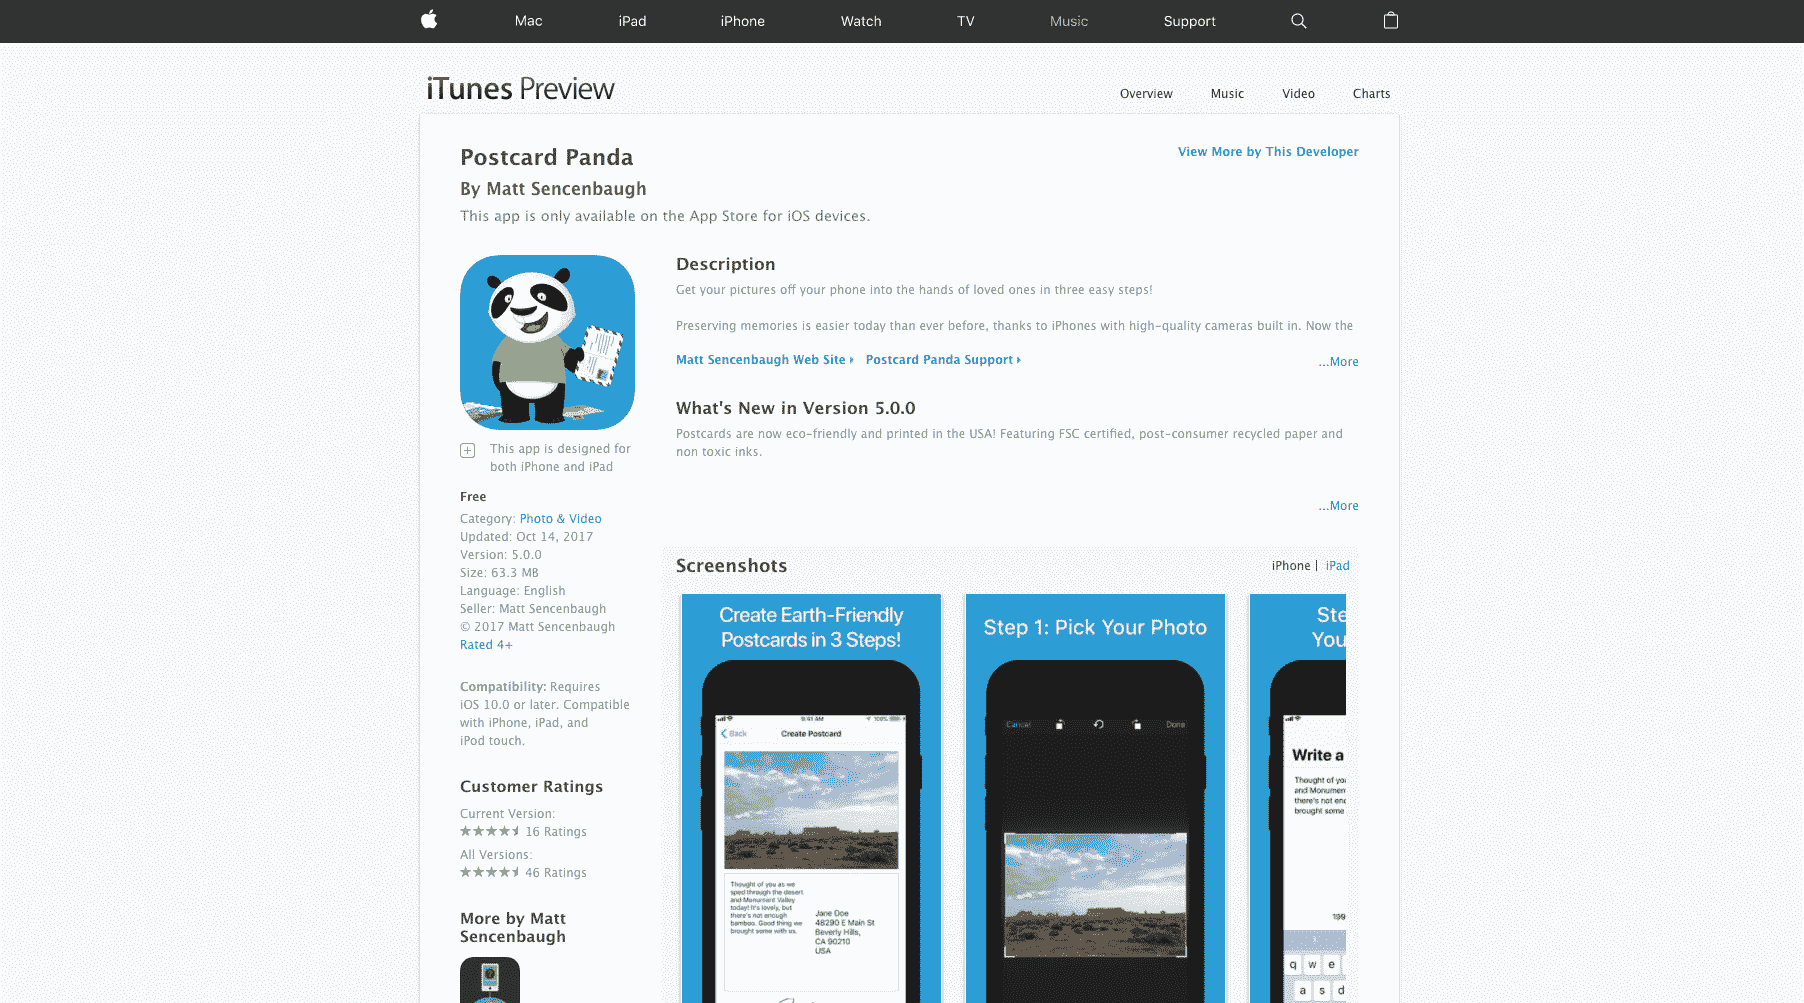 Mac iPad iPhone Watch TV Music Support
iTunes Preview
Overview Music Video Charts
Postcard Panda
View More by This Developer
By Matt Sencenbaugh
This app is only available on the App Store for iOS devices.
Description
Get your pictures off your phone into the hands of loved ones in three easy steps!
Preserving memories is easier today than ever before, thanks to iPhones with high-quality cameras built in. Now the
Matt Sencenbaugh Web Site Postcard Panda Support
...More
What's New in Version 5.0.0
Postcards are now eco-friendly and printed in the USA! Featuring FSC certified, post-consumer recycled paper and
non toxic inks.
...More
This app is designed for
both iPhone and iPad
Free
Category: Photo & Video
Updated: Oct 14, 2017
Version: 5.0.0
Size: 63.3 MB
Language: English
Seller: Matt Sencenbaugh
© 2017 Matt Sencenbaugh
Rated 4+
Compatibility: Requires
iOS 10.0 or later. Compatible
with iPhone, iPad, and
iPod touch.
Customer Ratings
Current Version:
★★★★ 16 Ratings
All Versions:
★★★★ 46 Ratings
More by Matt
Sencenbaugh
Screenshots
iPhone | iPad
Create Earth-Friendly
Postcards in 3 Steps!
9:41 AM 100%
Back Create Postcard
Thought of you as we
sped through the desert
and Monument Valley
today! It's lovely, but
there's not enough
bamboo. Good thing we
brought some with us.
Jane Doe
48290 E Main St
Beverly Hills,
CA 90210
USA
Step 1: Pick Your Photo
Cancel Done
Ste
You
Write a
Thought of you
and Monumen
there's not eno
brought some
199
q w e
a s d